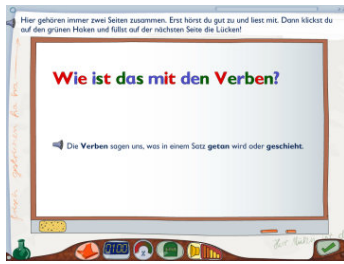 Hier gehören immer zwei Seiten zusammen. Erst hörst du gut zu und liest mit. Dann klickst du
auf den grünen Haken und füllst auf der nächsten Seite die Lücken!
Wie ist das mit den Verben?
Die Verben sagen uns, was in einem Satz getan wird oder geschieht.